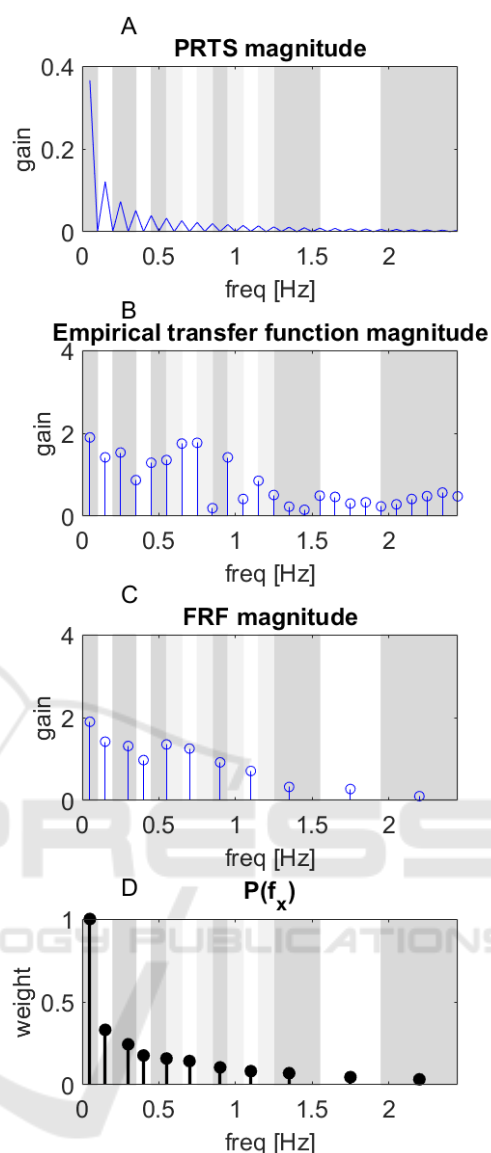 A
PRTS magnitude
0.4
0.2
0
gain
0 0.5 1 1.5 2
freq [Hz]
B
Empirical transfer function magnitude
4
2
0
gain
0 0.5 1 1.5 2
freq [Hz]
C
FRF magnitude
4
2
0
gain
0 0.5 1 1.5 2
freq [Hz]
PRESS
D
P(f_x)
OGY PUBLICATIONS
1
0.5
0
weight
0 0.5 1 1.5 2
freq [Hz]